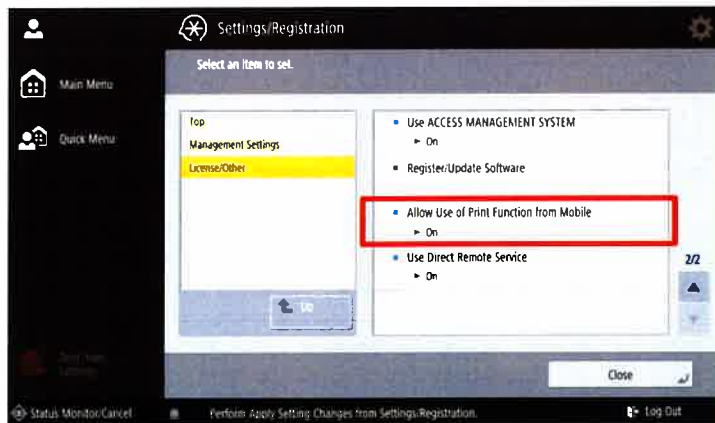 Settings/Registration
Select an item to set.
Main Menu
Quick Menu
Top
Management Settings
License/Other
Up
Use ACCESS MANAGEMENT SYSTEM
► On
Register/Update Software
Allow Use of Print Function from Mobile
► On
Use Direct Remote Service
► On
2/2
Close
Status Monitor/Cancel
Perform Apply Setting Changes from Settings/Registration.
Log Out